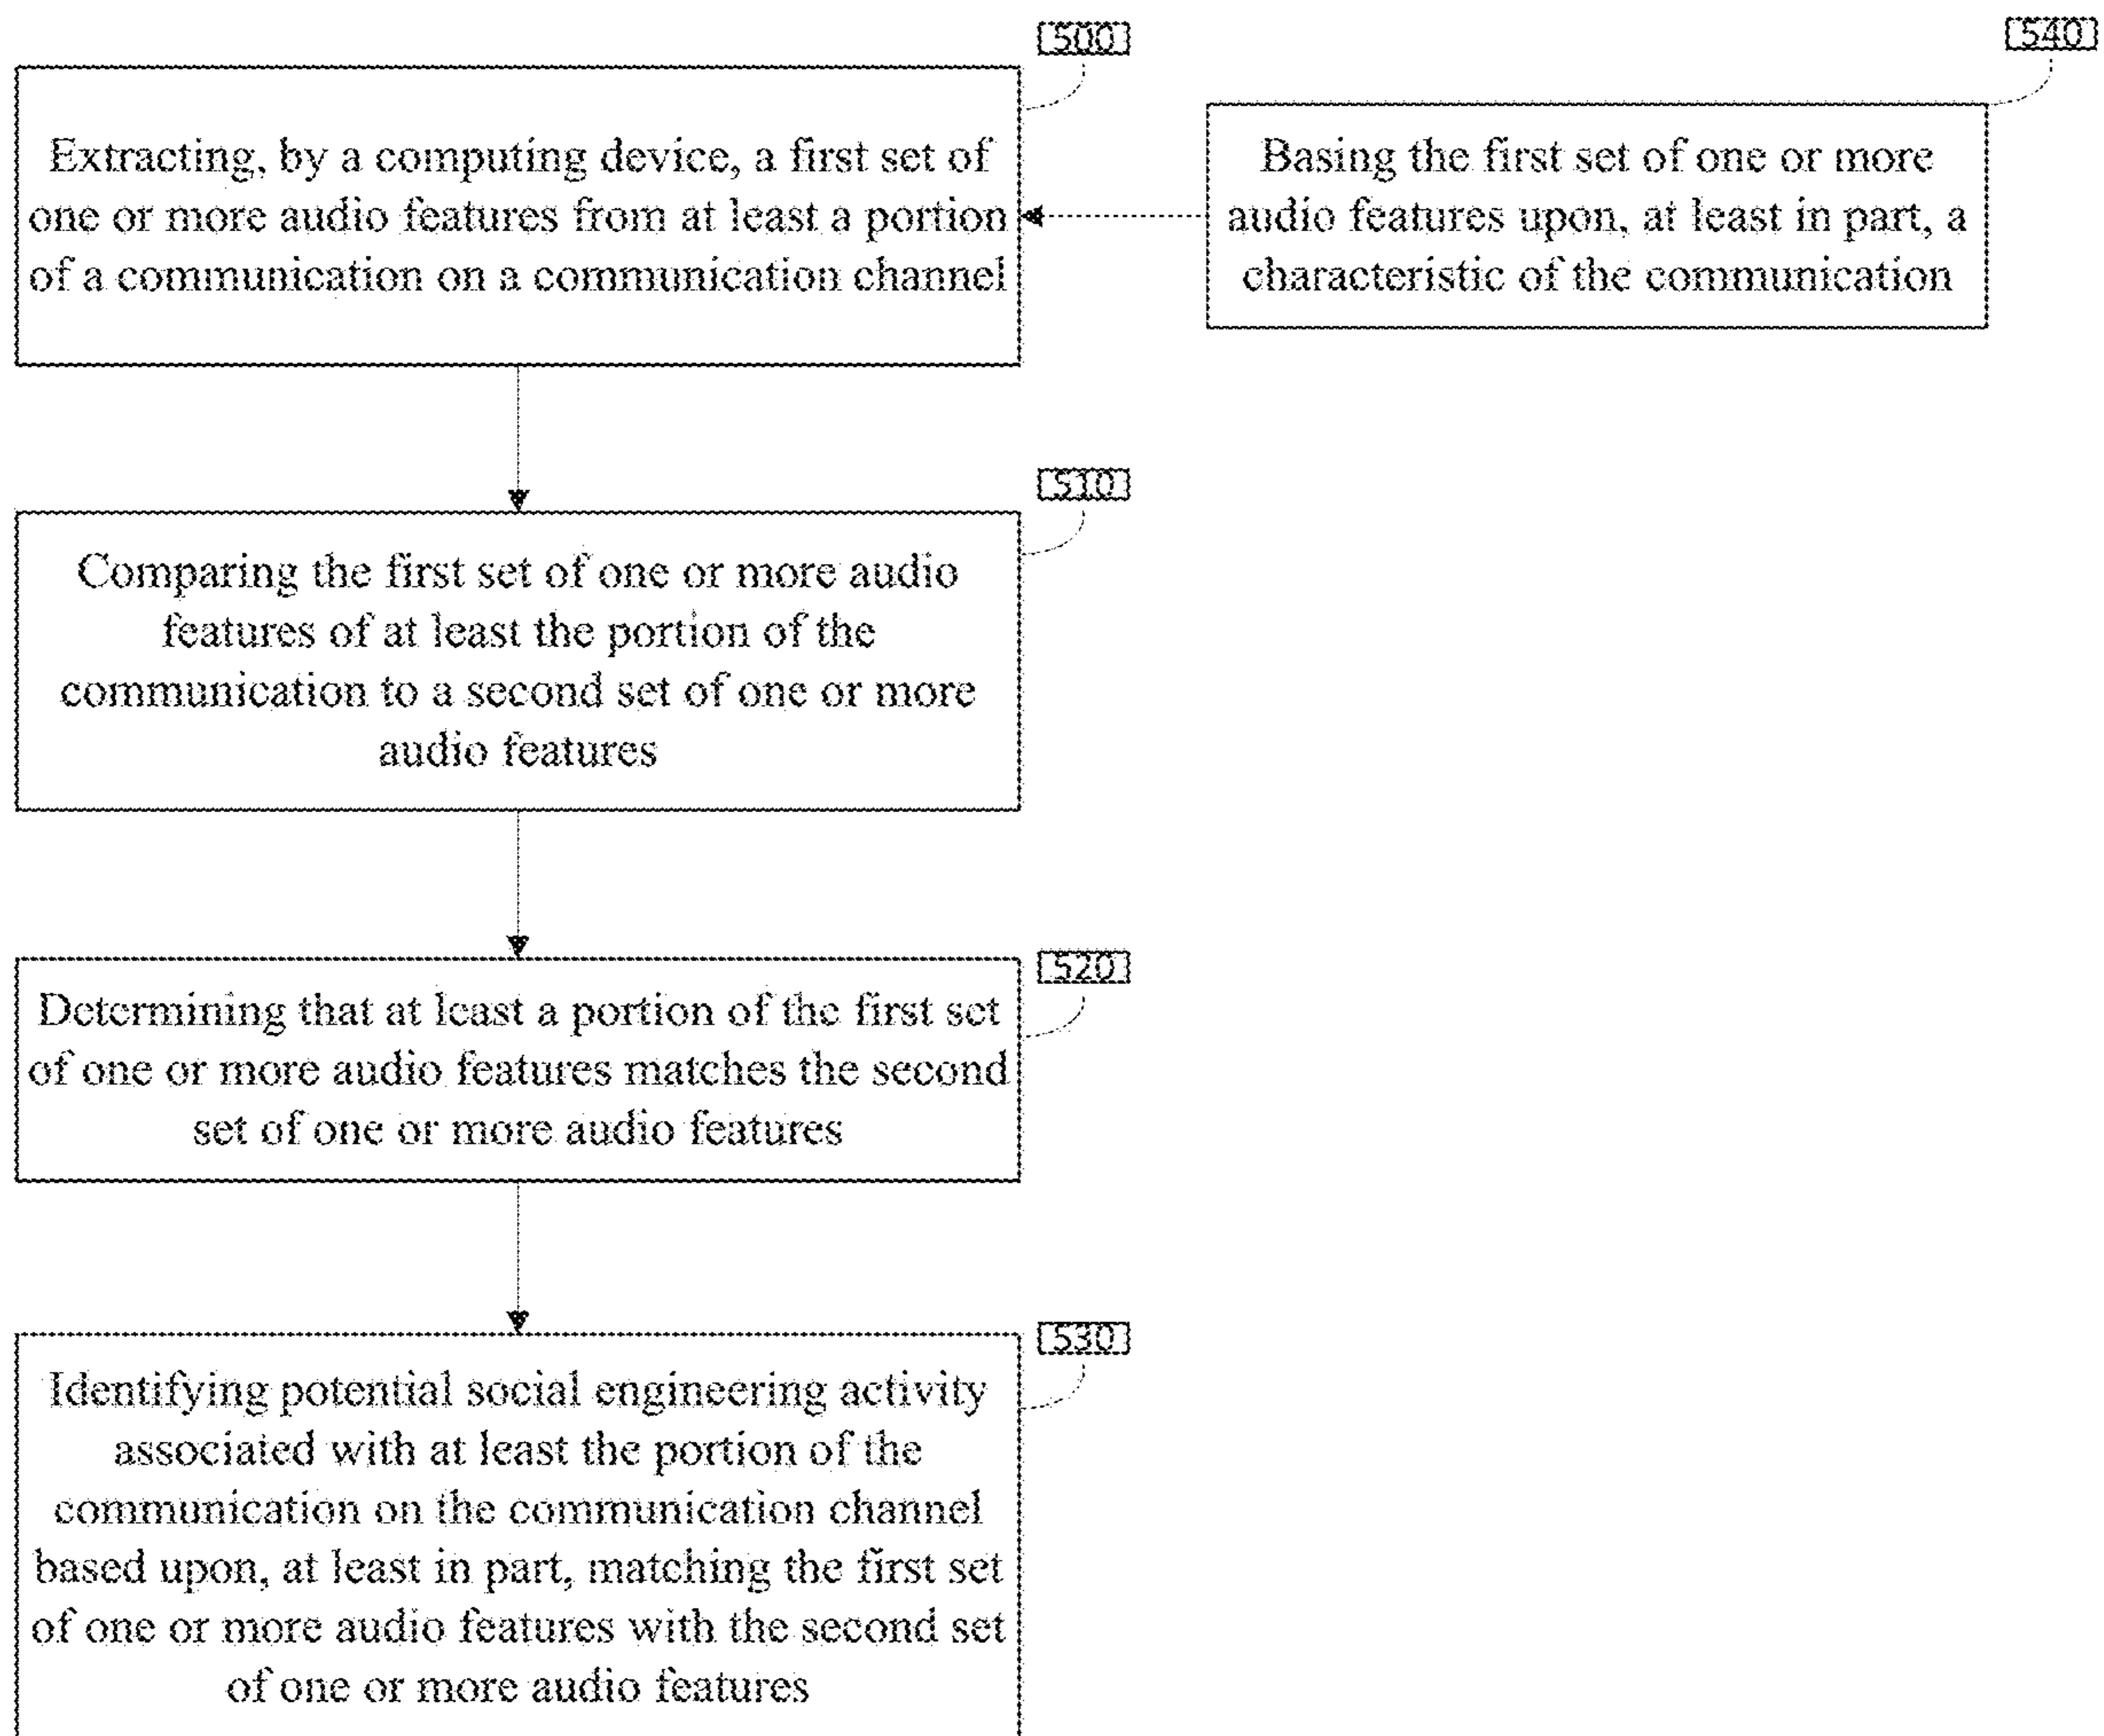 500
Extracting, by a computing device, a first set of
one or more audio features from at least a portion
of a communication on a communication channel
540
Basing the first set of one or more
audio features upon, at least in part, a
characteristic of the communication
510
Comparing the first set of one or more audio
features of at least the portion of the
communication to a second set of one or more
audio features
520
Determining that at least a portion of the first set
of one or more audio features matches the second
set of one or more audio features
530
Identifying potential social engineering activity
associated with at least the portion of the
communication on the communication channel
based upon, at least in part, matching the first set
of one or more audio features with the second set
of one or more audio features